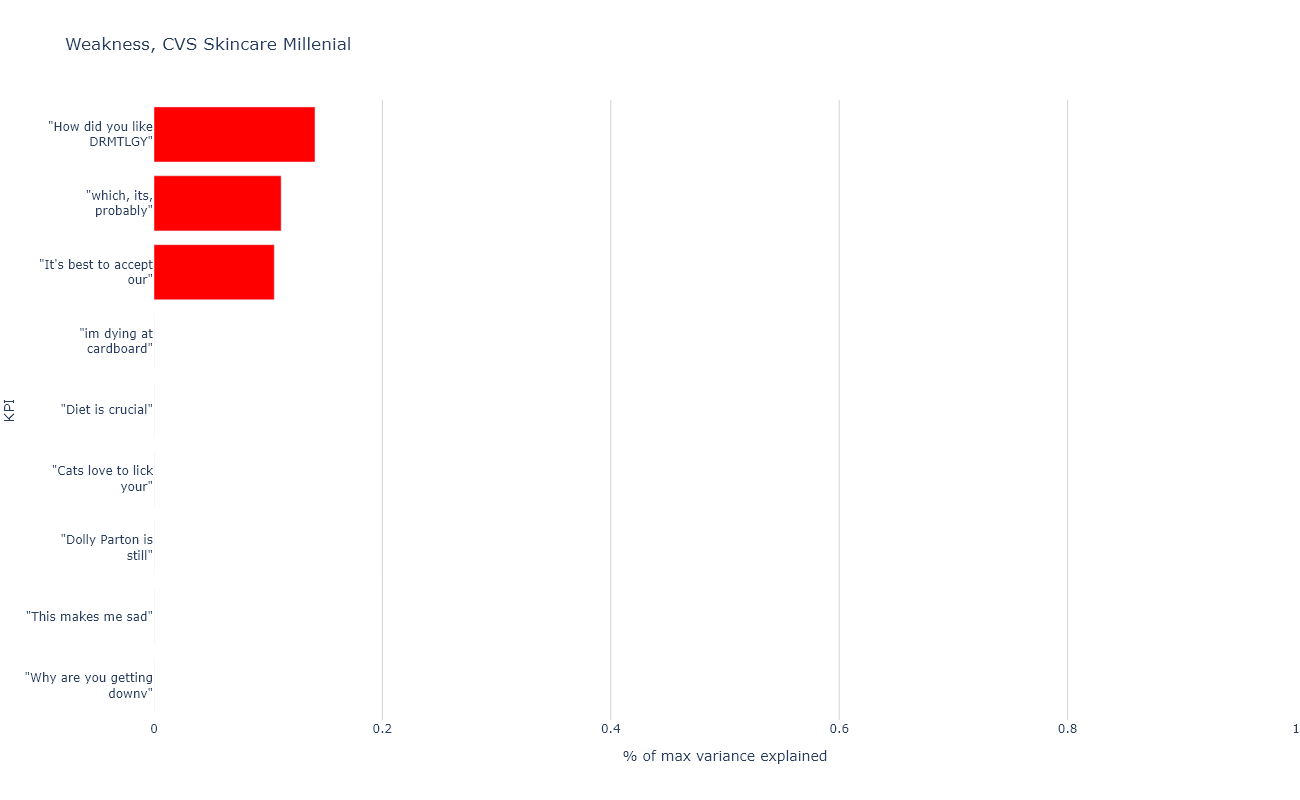 Weakness, CVS Skincare Millenial
"How did you like
DRMTLGY"
"which, its,
probably"
"It's best to accept
our"
"im dying at
cardboard"
KPI
"Diet is crucial"
"Cats love to lick
your"
"Dolly Parton is
still"
"This makes me sad"
"Why are you getting
downv"
0
0.2
0.4
0.6
0.8
1
% of max variance explained